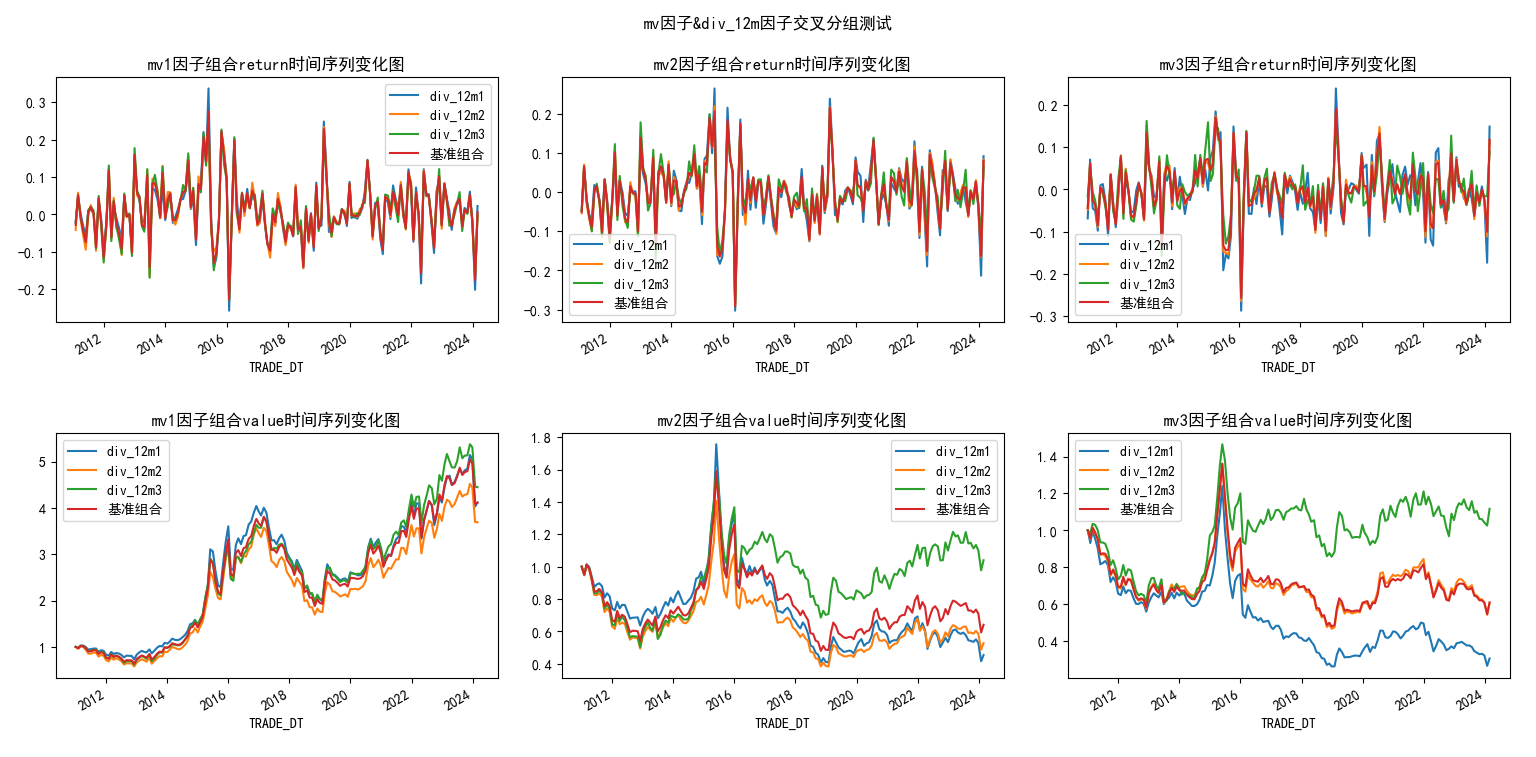 mv因子&div_12m因子交叉分组测试
mv1因子组合return时间序列变化图
0.3
0.2
0.1
0.0
−0.1
−0.2
div_12m1
div_12m2
div_12m3
基准组合
2012
2014
2016
2018
2020
2022
2024
TRADE_DT
mv2因子组合return时间序列变化图
0.2
0.1
0.0
−0.1
−0.2
−0.3
div_12m1
div_12m2
div_12m3
基准组合
2012
2014
2016
2018
2020
2022
2024
TRADE_DT
mv3因子组合return时间序列变化图
0.2
0.1
0.0
−0.1
−0.2
−0.3
div_12m1
div_12m2
div_12m3
基准组合
2012
2014
2016
2018
2020
2022
2024
TRADE_DT
mv1因子组合value时间序列变化图
5
4
3
2
1
div_12m1
div_12m2
div_12m3
基准组合
2012
2014
2016
2018
2020
2022
2024
TRADE_DT
mv2因子组合value时间序列变化图
1.8
1.6
1.4
1.2
1.0
0.8
0.6
0.4
div_12m1
div_12m2
div_12m3
基准组合
2012
2014
2016
2018
2020
2022
2024
TRADE_DT
mv3因子组合value时间序列变化图
1.4
1.2
1.0
0.8
0.6
0.4
div_12m1
div_12m2
div_12m3
基准组合
2012
2014
2016
2018
2020
2022
2024
TRADE_DT